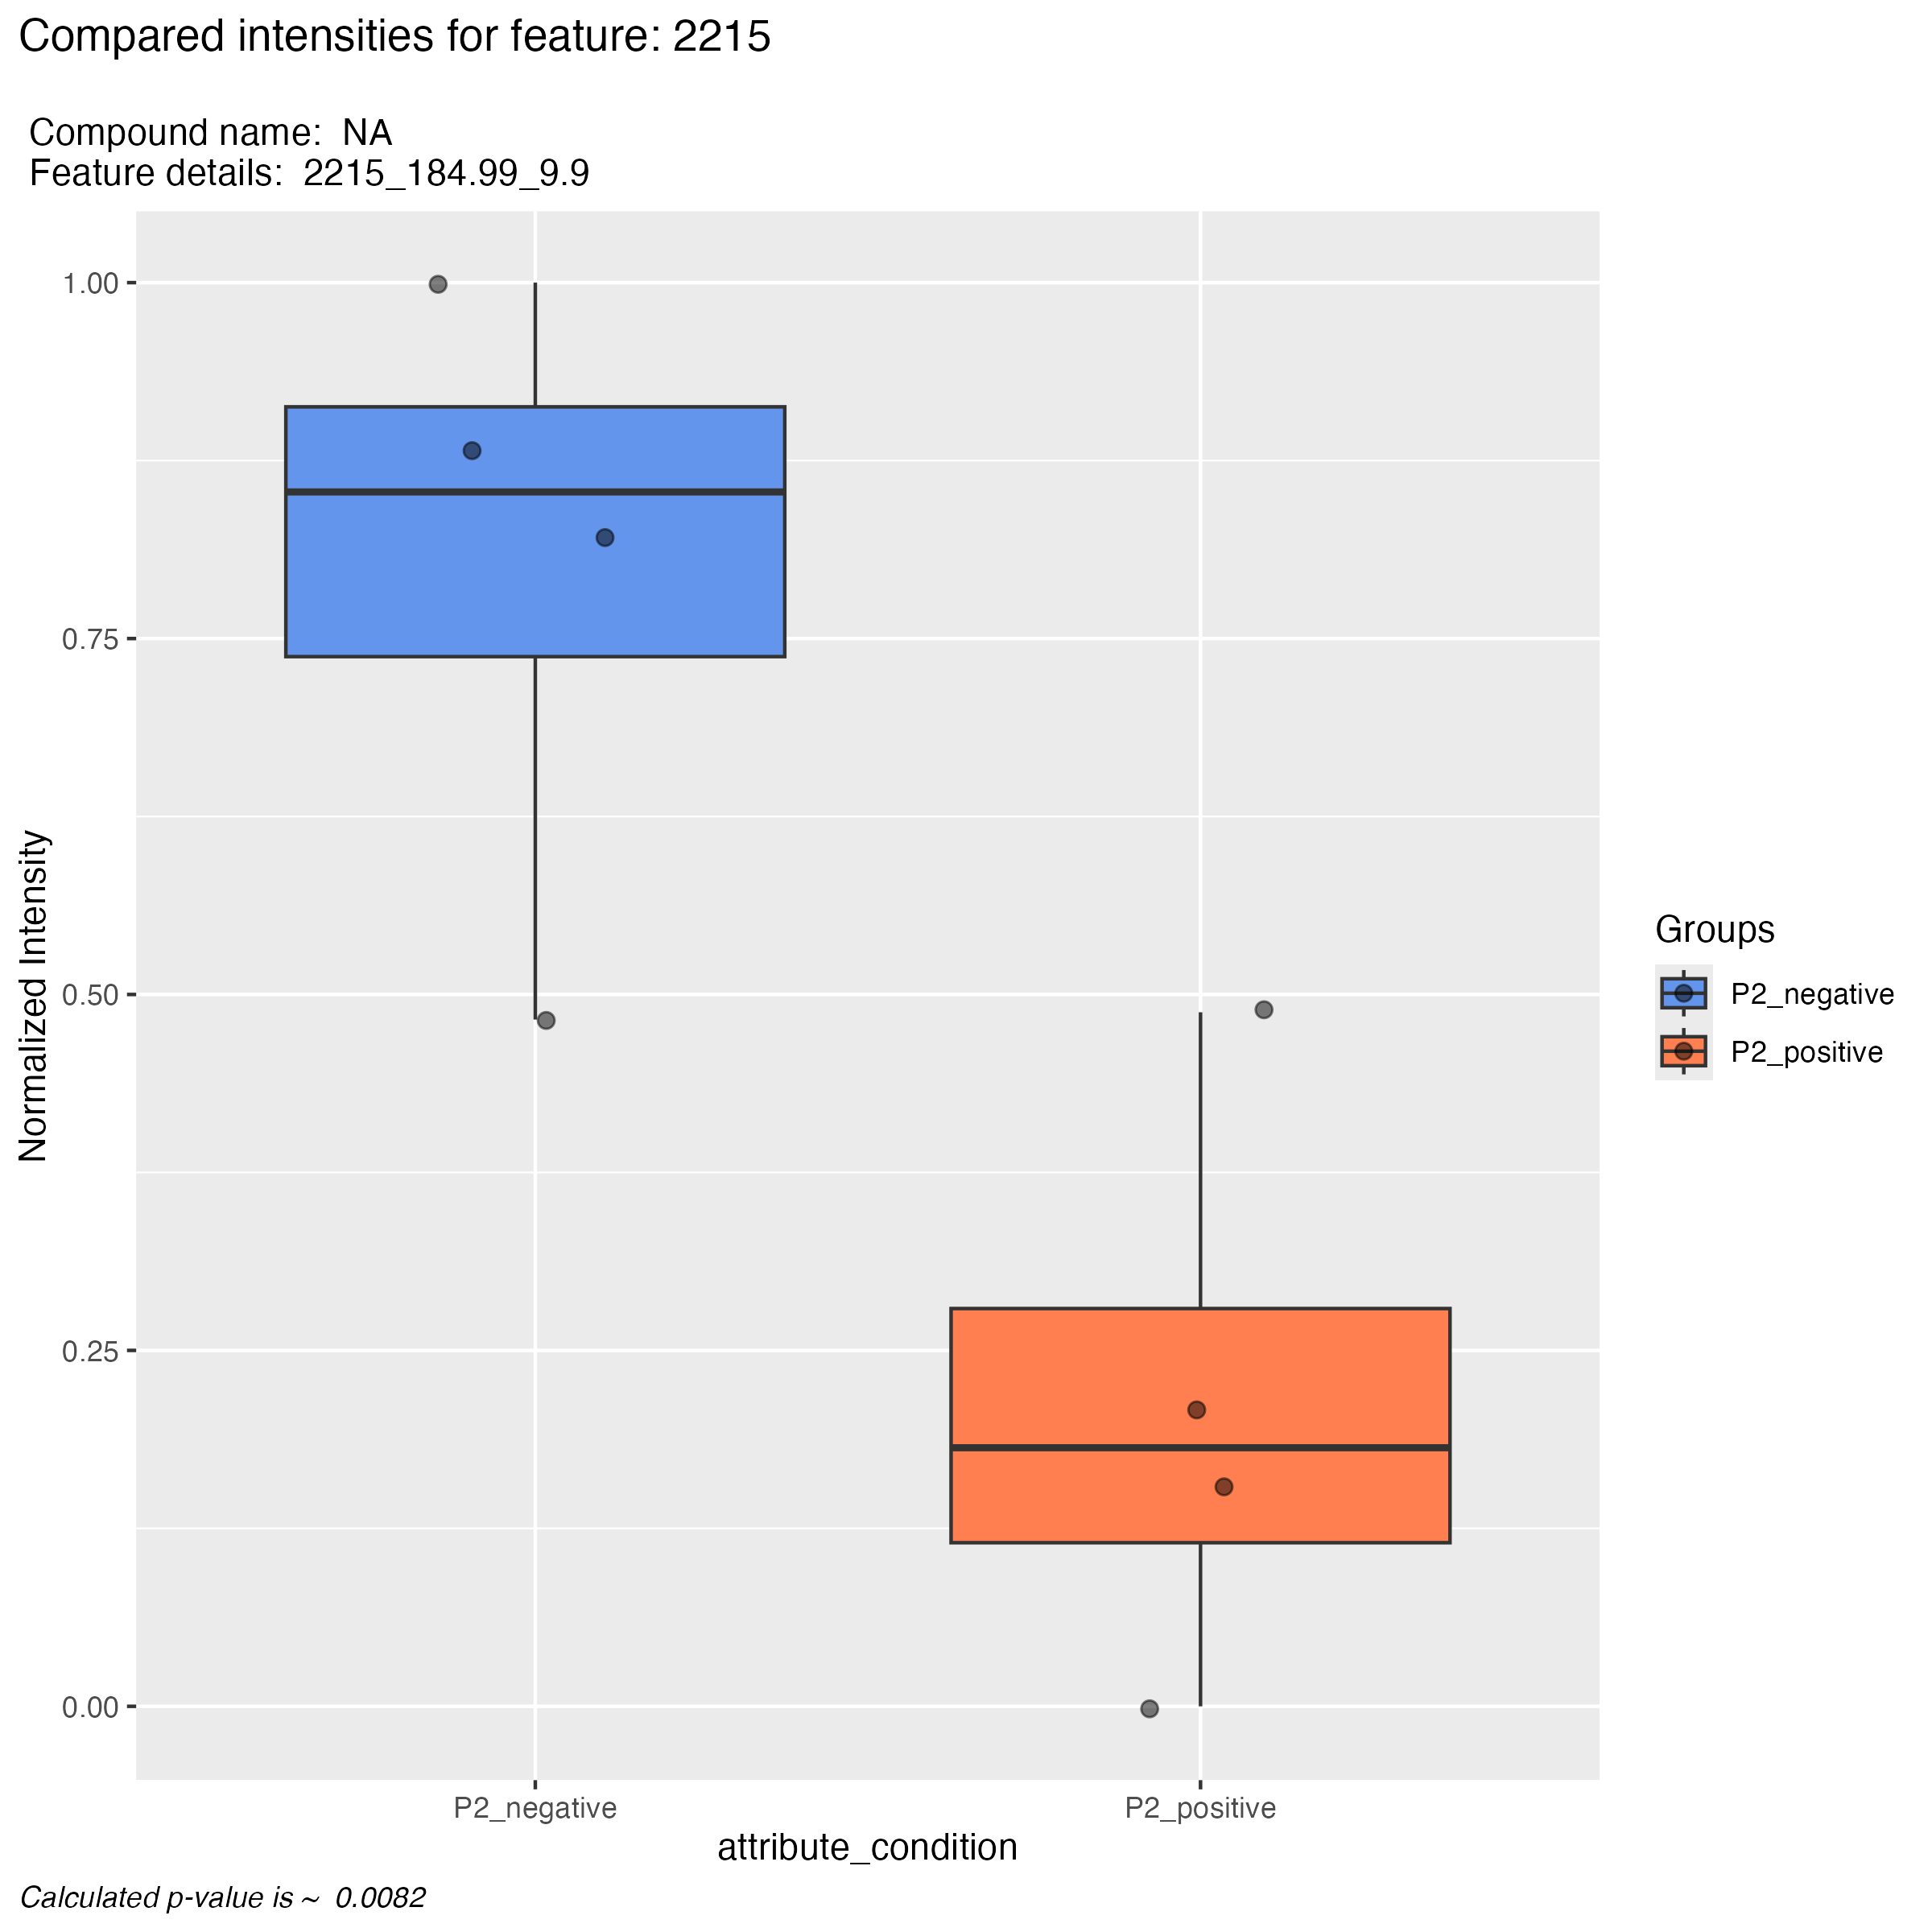 Compared intensities for feature: 2215
Compound name:  NA
Feature details:  2215_184.99_9.9
Normalized Intensity
1.00
0.75
0.50
0.25
0.00
P2_negative
P2_positive
attribute_condition
Groups
P2_negative
P2_positive
Calculated p-value is ~  0.0082